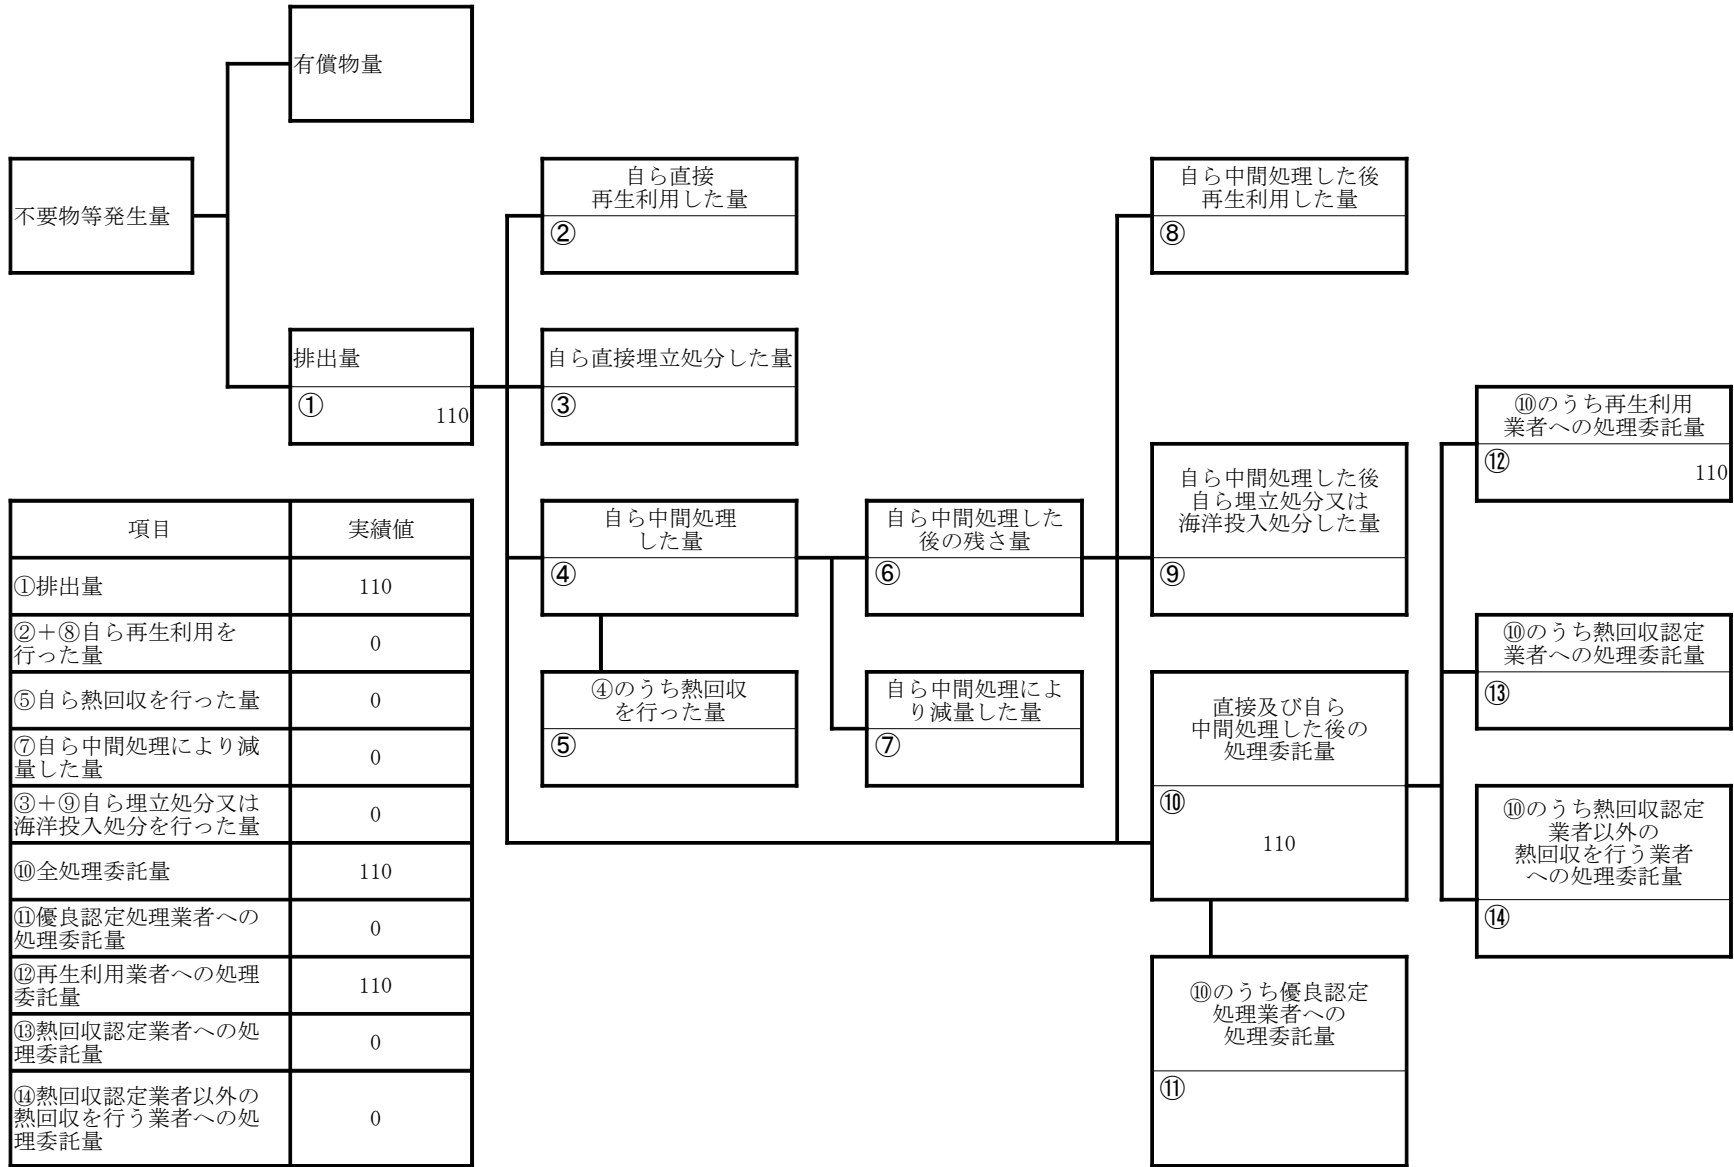 有償物量
不要物等発生量
自ら直接
再生利用した量
②
自ら中間処理した後
再生利用した量
⑧
排出量
①
110
自ら直接埋立処分した量
③
⑩のうち再生利用
業者への処理委託量
⑫
110
自ら中間処理
した量
④
自ら中間処理した
後の残さ量
⑥
自ら中間処理した後
自ら埋立処分又は
海洋投入処分した量
⑨
④のうち熱回収
を行った量
⑤
自ら中間処理によ
り減量した量
⑦
直接及び自ら
中間処理した後の
処理委託量
⑩
110
⑩のうち熱回収認定
業者への処理委託量
⑬
⑩のうち熱回収認定
業者以外の
熱回収を行う業者
への処理委託量
⑭
⑩のうち優良認定
処理業者への
処理委託量
⑪
項目
実績値
①排出量
110
②+⑧自ら再生利用を
行った量
0
⑤自ら熱回収を行った量
0
⑦自ら中間処理により減
量した量
0
③+⑨自ら埋立処分又は
海洋投入処分を行った量
0
⑩全処理委託量
110
⑪優良認定処理業者への
処理委託量
0
⑫再生利用業者への処理
委託量
110
⑬熱回収認定業者への処
理委託量
0
⑭熱回収認定業者以外の
熱回収を行う業者への処
理委託量
0